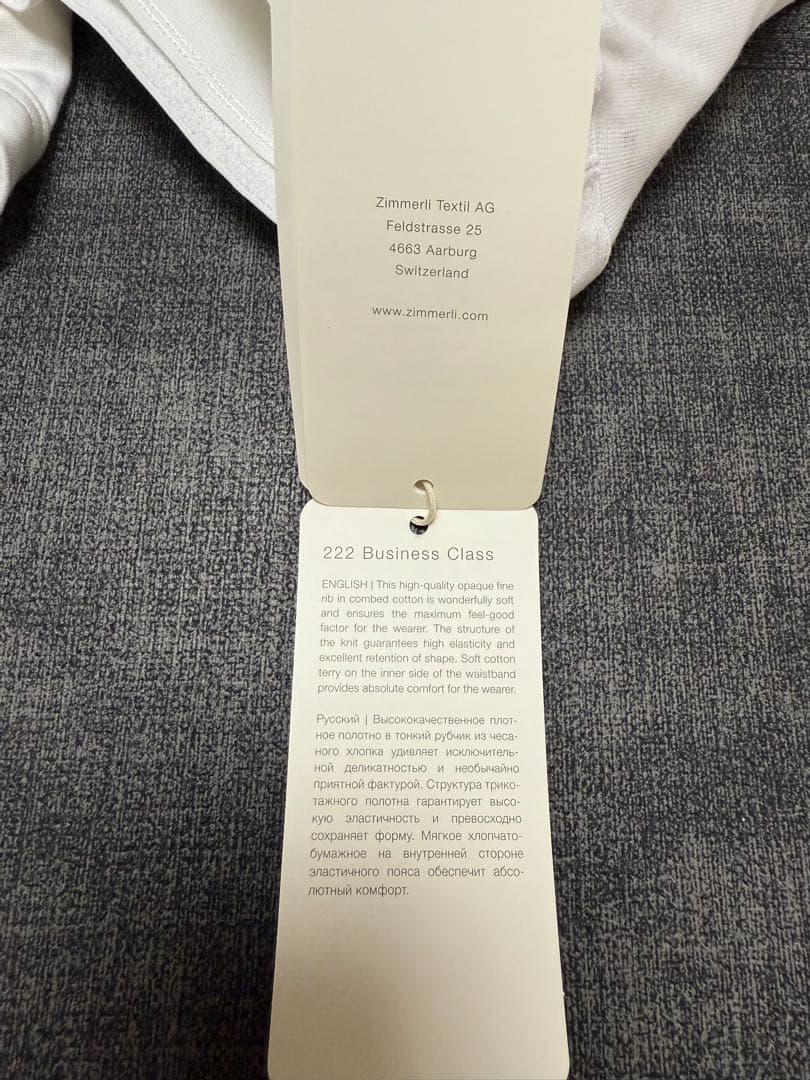 Zimmerli Textil AG
Feldstrasse 25
4663 Aarburg
Switzerland
www.zimmerli.com
222 Business Class
ENGLISH | This high-quality opaque fine
rib in combed cotton is wonderfully soft
and ensures the maximum feel-good
factor for the wearer. The structure of
the knit guarantees high elasticity and
excellent retention of shape. Soft cotton
terry on the inner side of the waistband
provides absolute comfort for the wearer.
Русский | Высококачественное плот-
ное полотно в тонкий рубчик из чеса-
ного хлопка удивляет исключитель-
ной деликатностью и необычайно
приятной фактурой. Структура трико-
тажного полотна гарантирует высо-
кую эластичность и превосходно
сохраняет форму. Мягкое хлопчато-
бумажное на внутренней стороне
эластичного пояса обеспечит абсо-
лютный комфорт.